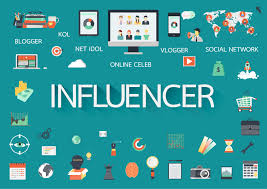 KOL
BLOGGER
NET IDOL
VLOGGER
SOCIAL NETWORK
ONLINE CELEB
INFLUENCER